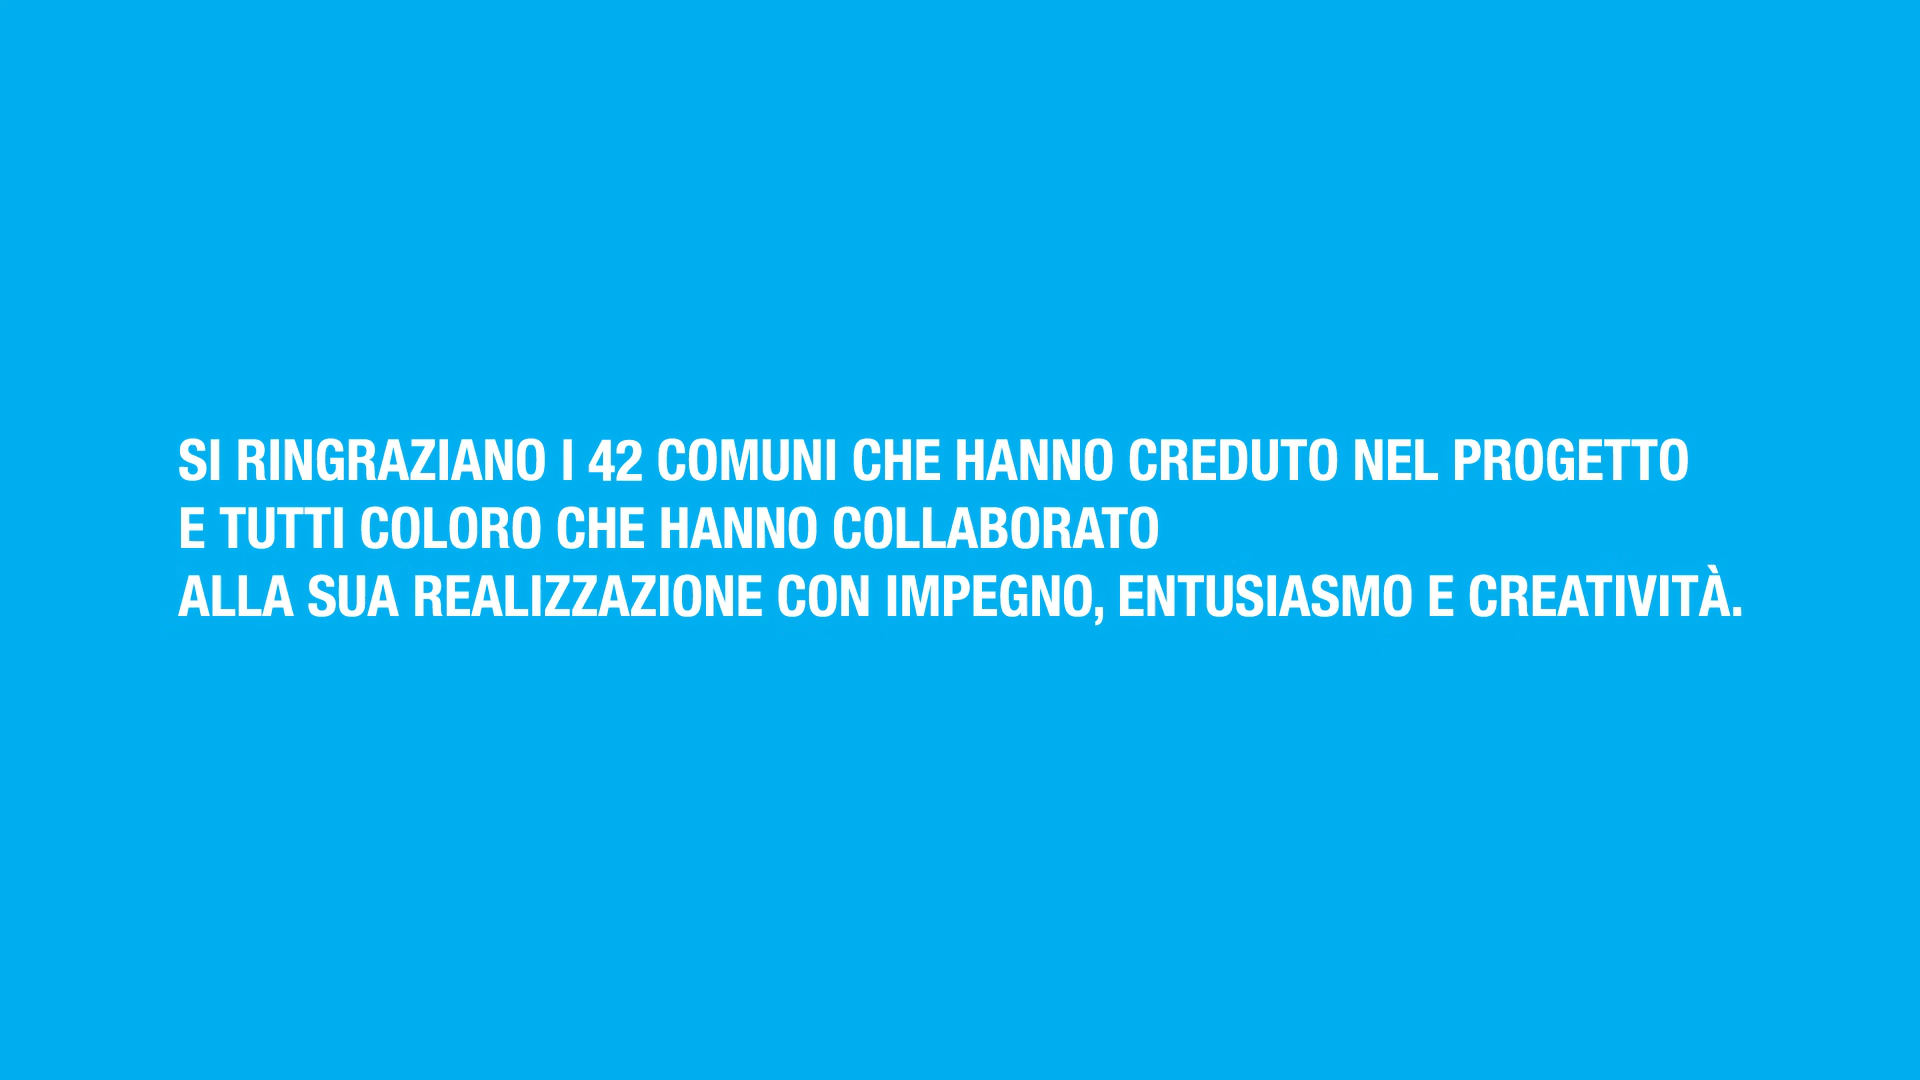 SI RINGRAZIANO I 42 COMUNI CHE HANNO CREDUTO NEL PROGETTO
E TUTTI COLORO CHE HANNO COLLABORATO
ALLA SUA REALIZZAZIONE CON IMPEGNO, ENTUSIASMO E CREATIVITÀ.